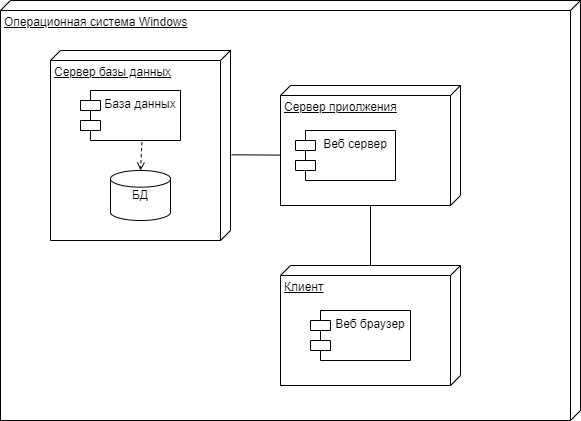 Операционная система Windows
Сервер базы данных
База данных
БД
Сервер приолжения
Веб сервер
Клиент
Веб браузер